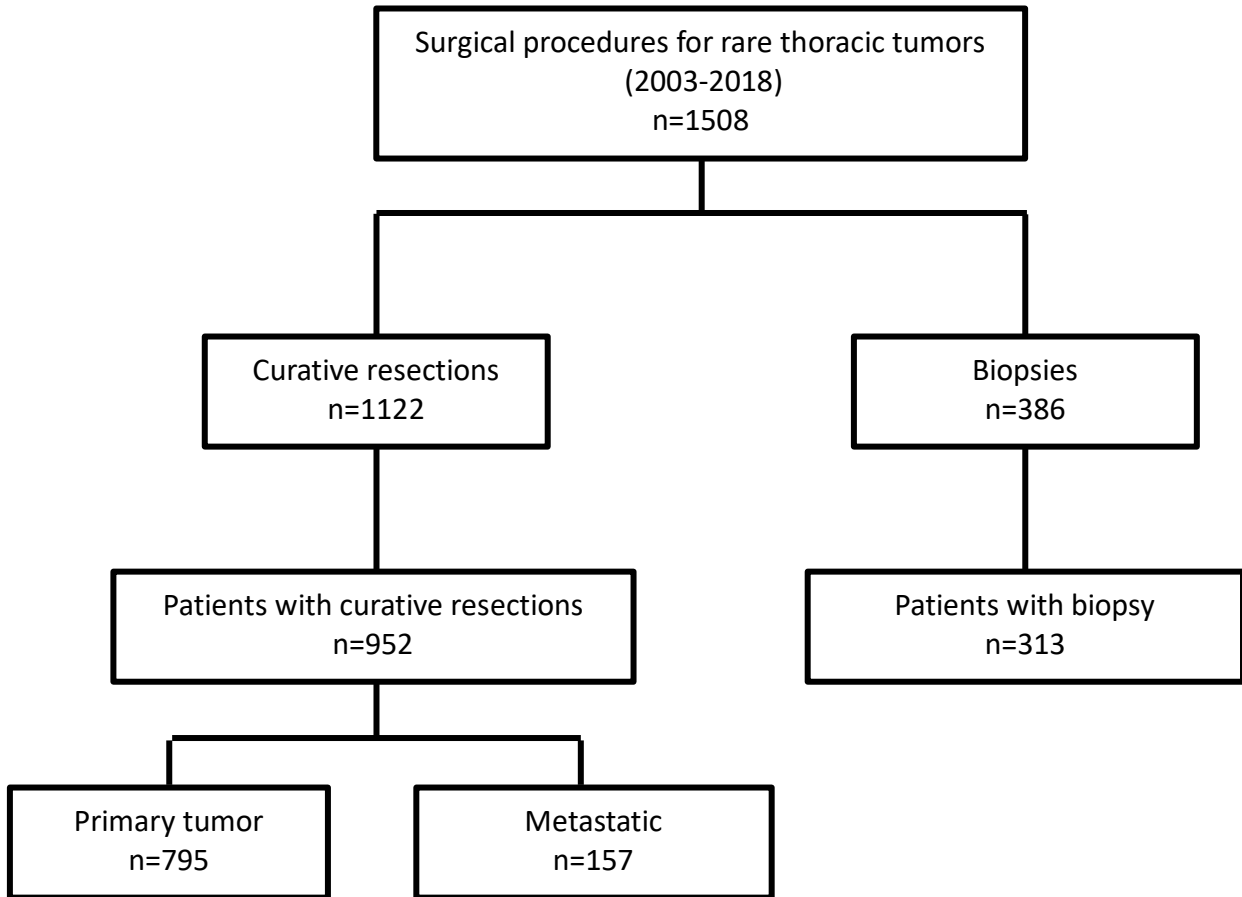 Surgical procedures for rare thoracic tumors
(2003-2018)
n=1508
Curative resections
n=1122
Biopsies
n=386
Patients with curative resections
n=952
Patients with biopsy
n=313
Primary tumor
n=795
Metastatic
n=157